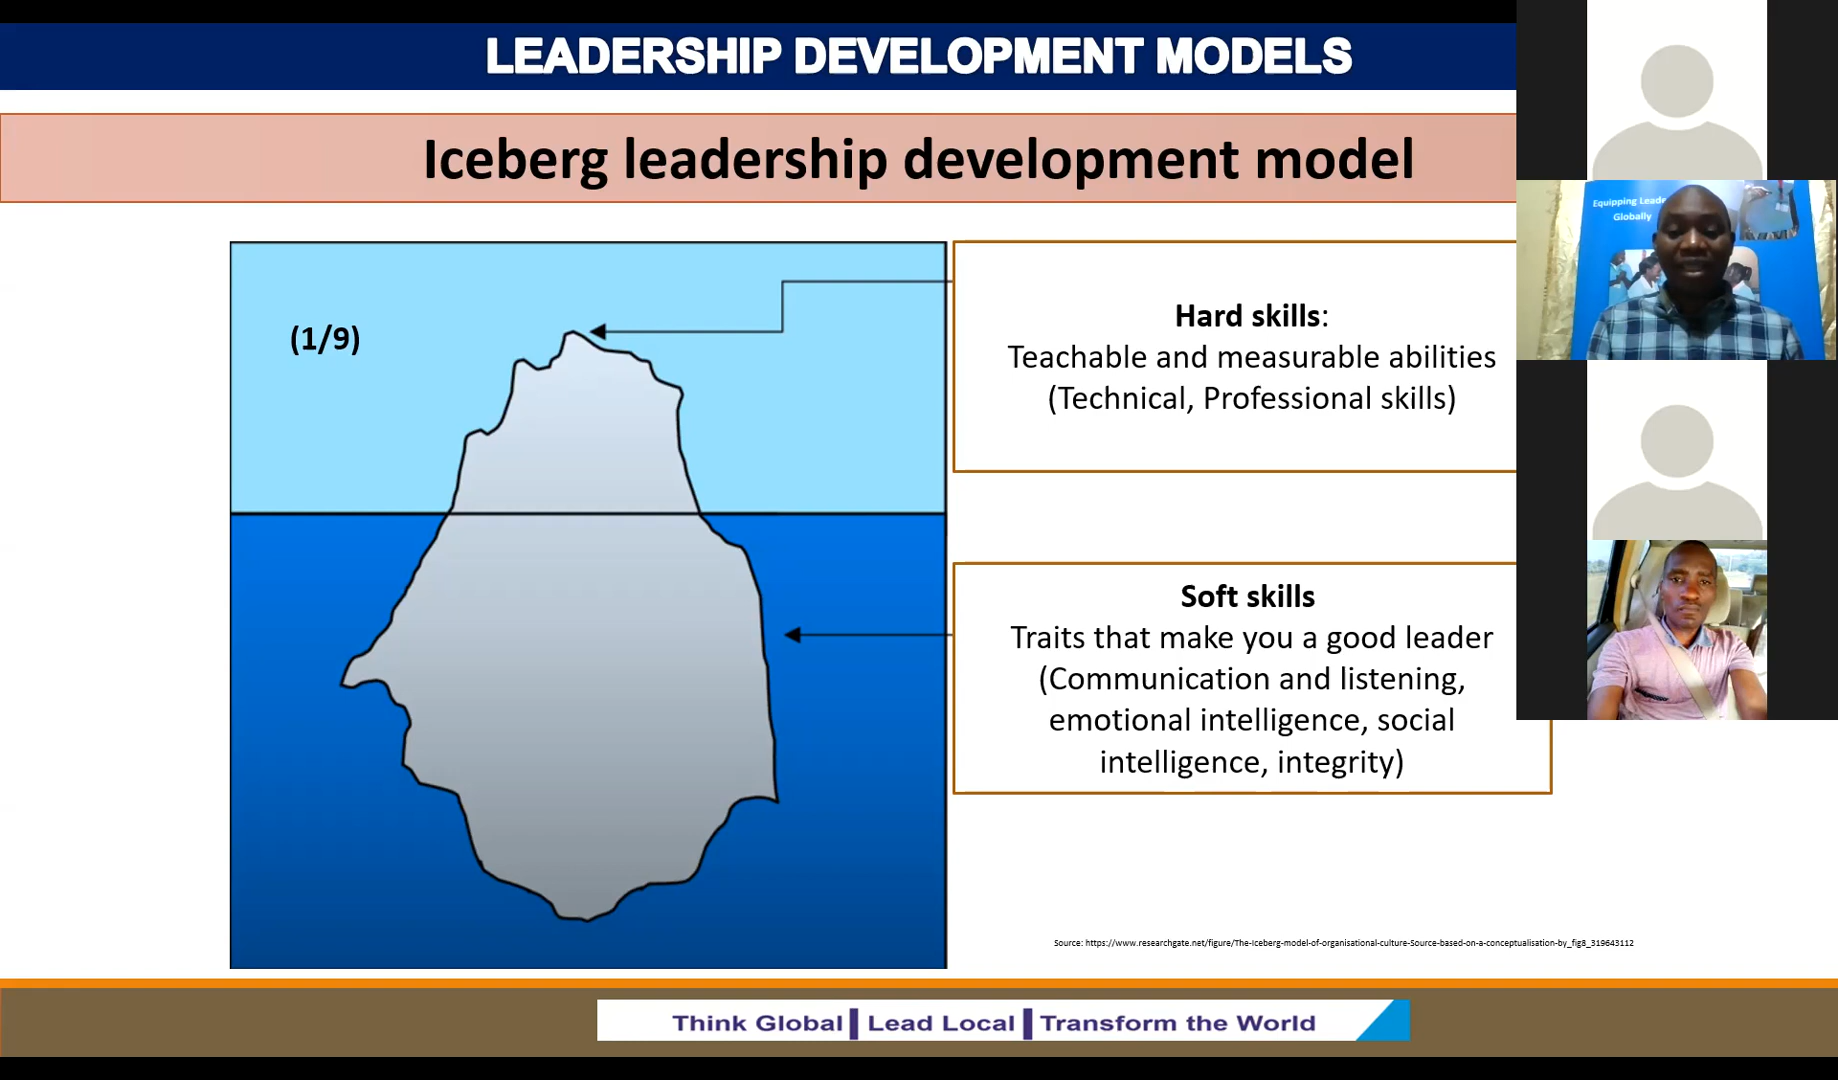 LEADERSHIP DEVELOPMENT MODELS
Iceberg leadership development model
(1/9)
Hard skills:
Teachable and measurable abilities
(Technical, Professional skills)
Soft skills
Traits that make you a good leader
(Communication and listening,
emotional intelligence, social
intelligence, integrity)
Equipping Leade
Globally
Source: https://www.researchgate.net/figure/The-Iceberg-model-of-organisational-culture-Source-based-on-a-conceptualisation-by_fig8_319643112
Think Global | Lead Local | Transform the World